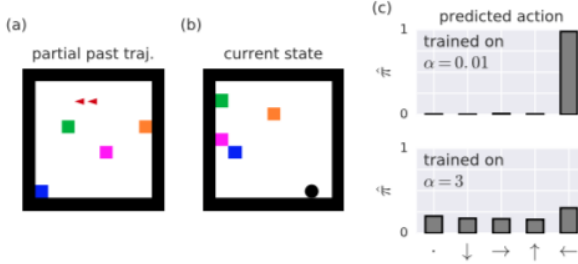 (a)
partial past traj.
(b)
current state
(c)
predicted action
1
π̂
0
trained on
α = 0.01
1
π̂
0
trained on
α = 3
· ↓ → ↑ ←